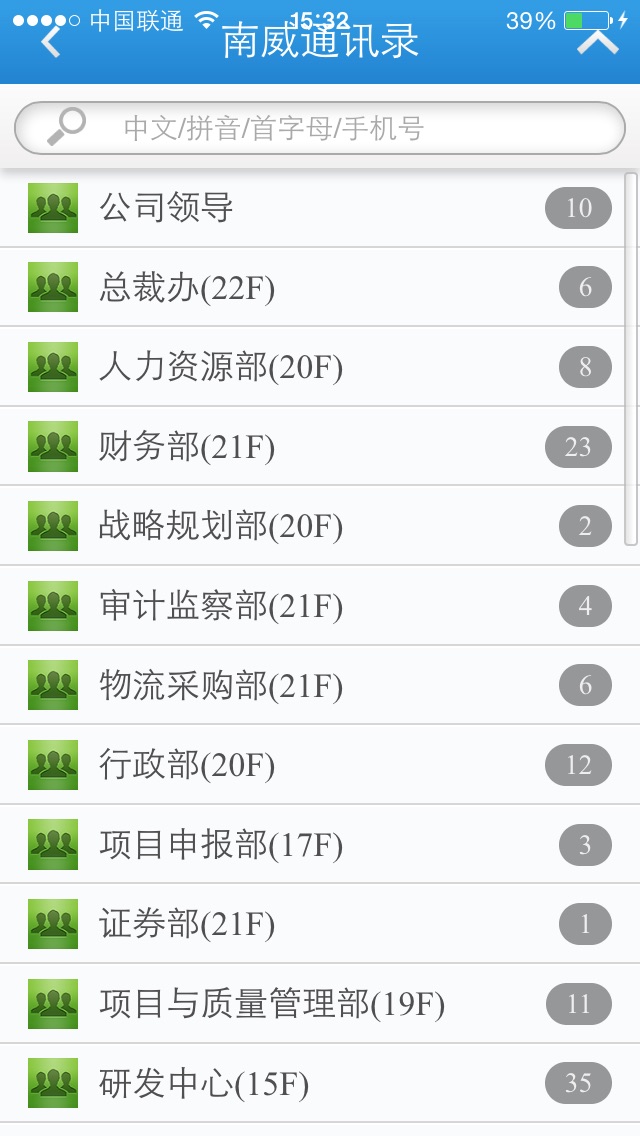 中国联通 15:32 39%
南威通讯录
中文/拼音/首字母/手机号
公司领导 10
总裁办(22F) 6
人力资源部(20F) 8
财务部(21F) 23
战略规划部(20F) 2
审计监察部(21F) 4
物流采购部(21F) 6
行政部(20F) 12
项目申报部(17F) 3
证券部(21F) 1
项目与质量管理部(19F) 11
研发中心(15F) 35